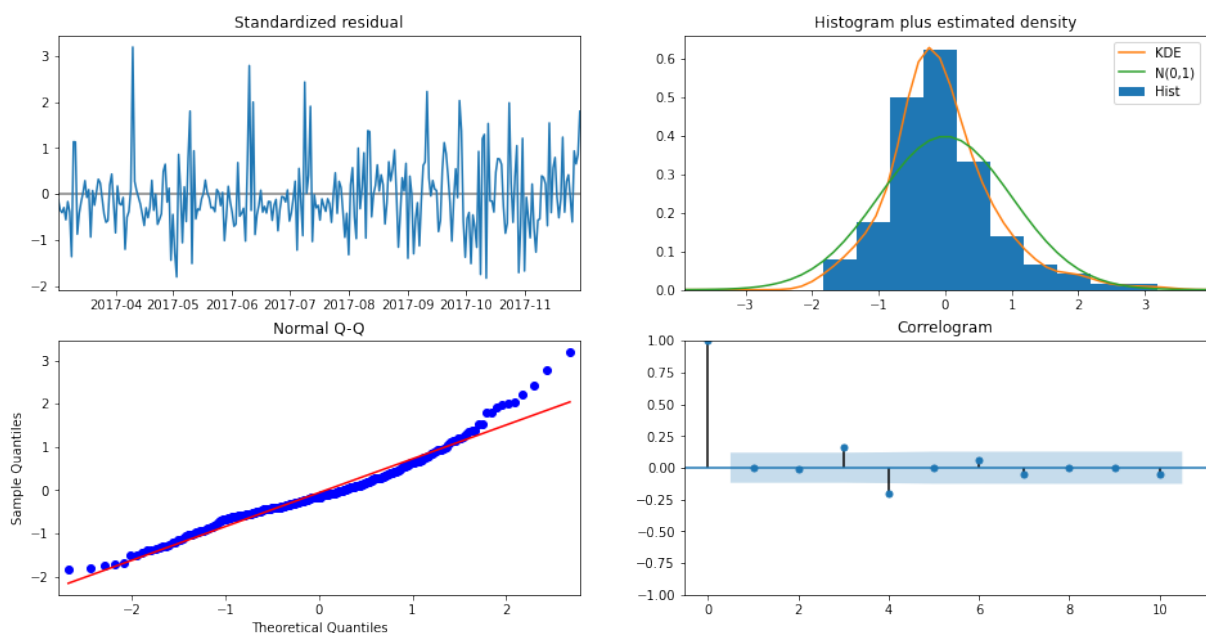 Standardized residual
3
2
1
0
−1
−2
2017-04 2017-05 2017-06 2017-07 2017-08 2017-09 2017-10 2017-11
Histogram plus estimated density
KDE
N(0,1)
Hist
0.6
0.5
0.4
0.3
0.2
0.1
0.0
−3 −2 −1 0 1 2 3
Normal Q-Q
Sample Quantiles
3
2
1
0
−1
−2
−2 −1 0 1 2
Theoretical Quantiles
Correlogram
1.00
0.75
0.50
0.25
0.00
−0.25
−0.50
−0.75
−1.00
0 2 4 6 8 10